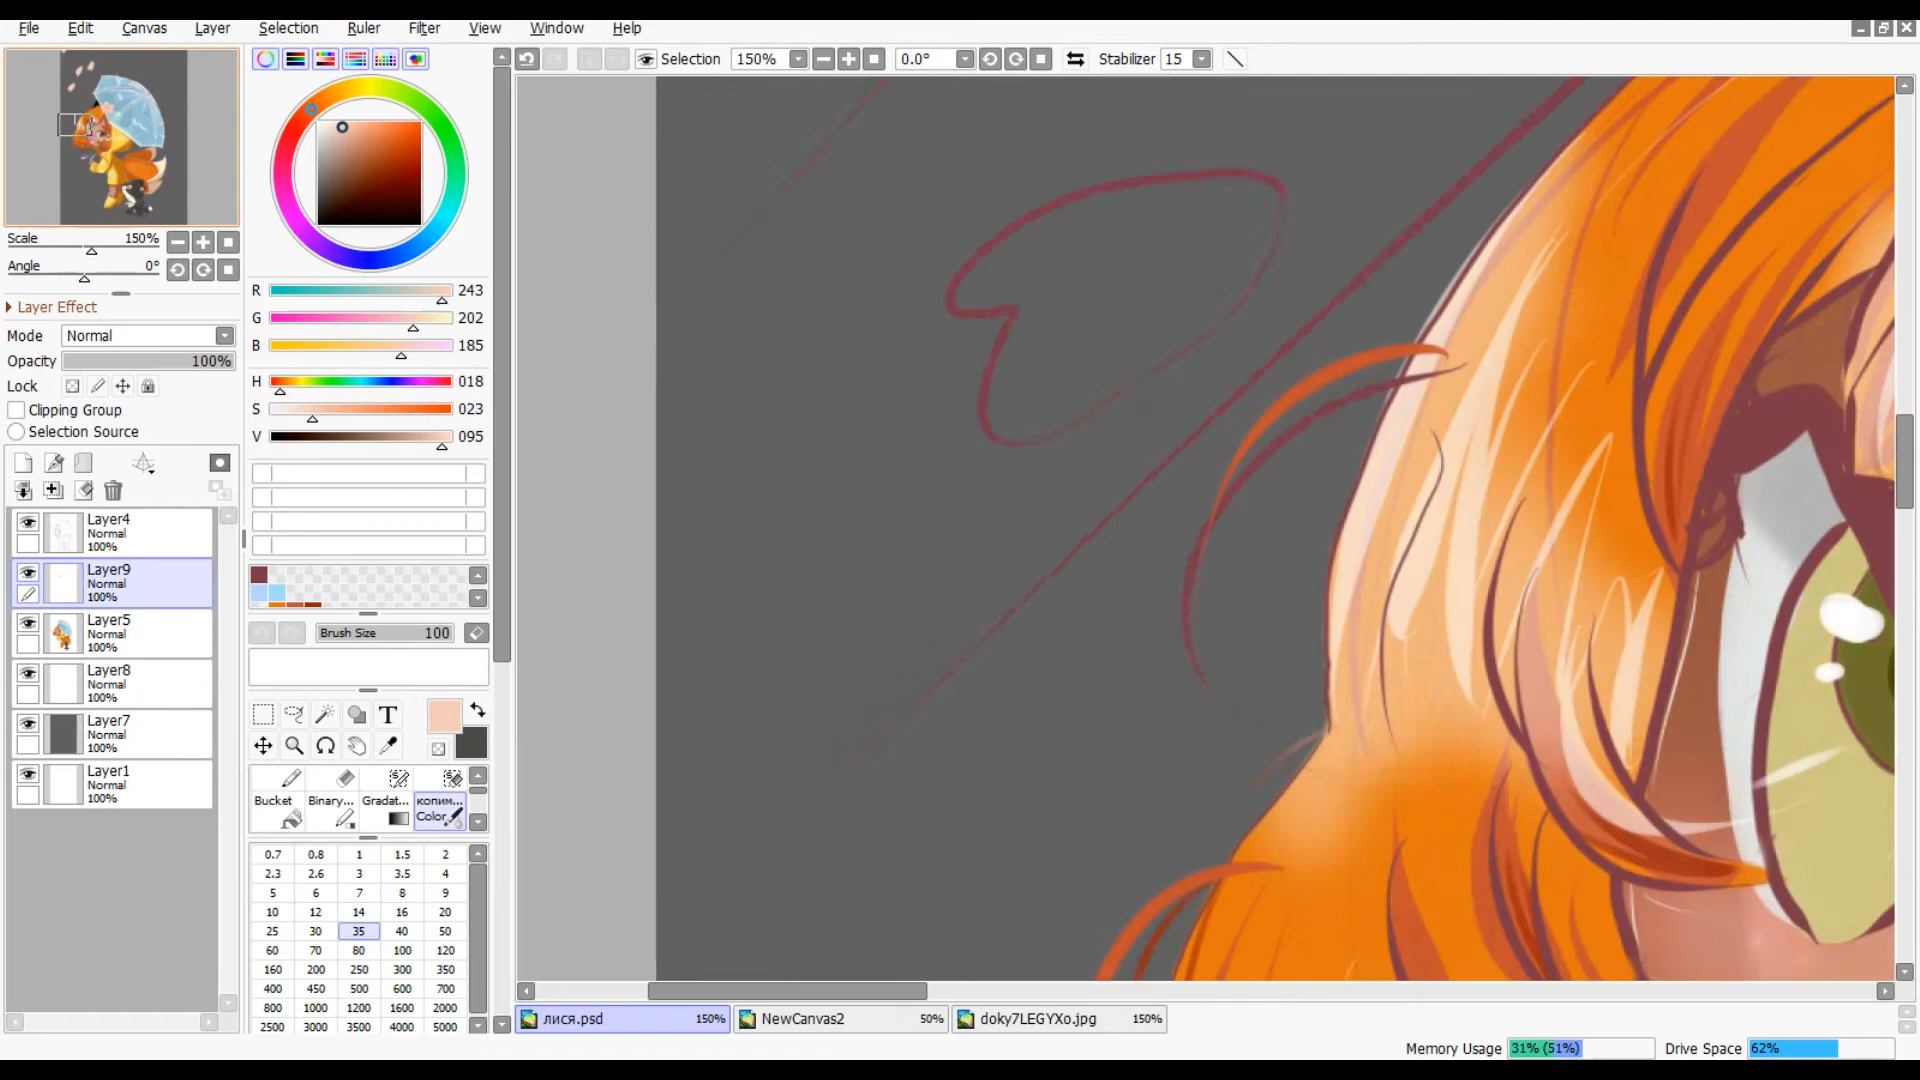 File Edit Canvas Layer Selection Ruler Filter View Window Help
Selection 150% 0.0° Stabilizer 15
Scale 150%
Angle 0°
Layer Effect
Mode Normal
Opacity 100%
Lock
Clipping Group
Selection Source
Layer4
Normal
100%
Layer9
Normal
100%
Layer5
Normal
100%
Layer8
Normal
100%
Layer7
Normal
100%
Layer1
Normal
100%
R 243
G 202
B 185
H 018
S 023
V 095
Brush Size 100
T
Bucket Binary... Gradat... копим...
Color
0.7 0.8 1 1.5 2
2.3 2.6 3 3.5 4
5 6 7 8 9
10 12 14 16 20
25 30 35 40 50
60 70 80 100 120
160 200 250 300 350
400 450 500 600 700
800 1000 1200 1600 2000
2500 3000 3500 4000 5000
лися.psd 150% NewCanvas2 50% doky7LEGYXo.jpg 150%
Memory Usage 31% (51%) Drive Space 62%